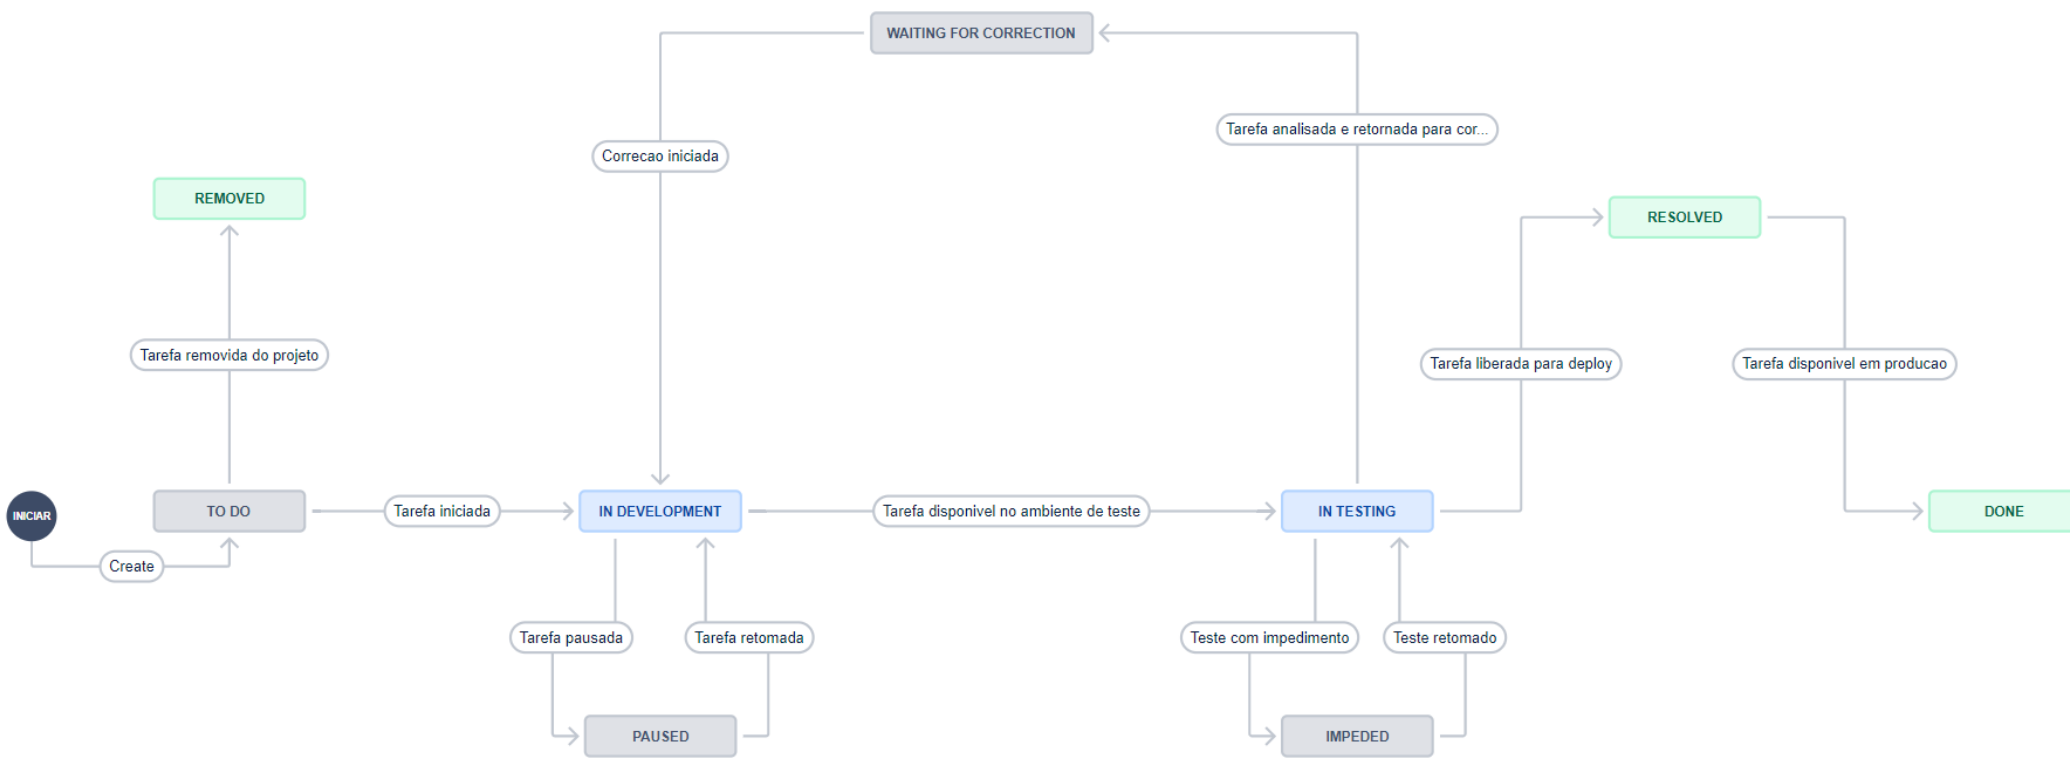 WAITING FOR CORRECTION
Tarefa analisada e retornada para cor...
Correcao iniciada
REMOVED
RESOLVED
Tarefa removida do projeto
Tarefa liberada para deploy
Tarefa disponivel em producao
INICIAR
TO DO
Tarefa iniciada
IN DEVELOPMENT
Tarefa disponivel no ambiente de teste
IN TESTING
DONE
Create
Tarefa pausada
Tarefa retomada
Teste com impedimento
Teste retomado
PAUSED
IMPEDED